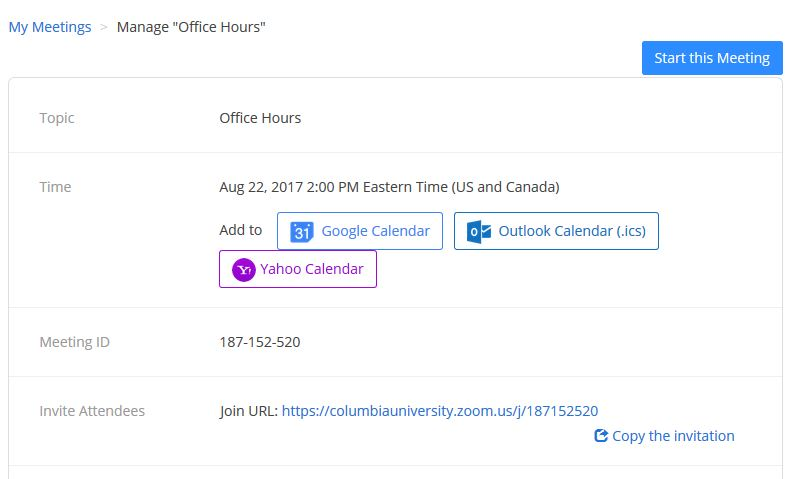 My Meetings > Manage "Office Hours"
Start this Meeting
Topic Office Hours
Time Aug 22, 2017 2:00 PM Eastern Time (US and Canada)
Add to 31 Google Calendar Outlook Calendar (.ics)
Y! Yahoo Calendar
Meeting ID 187-152-520
Invite Attendees Join URL: https://columbiauniversity.zoom.us/j/187152520
Copy the invitation